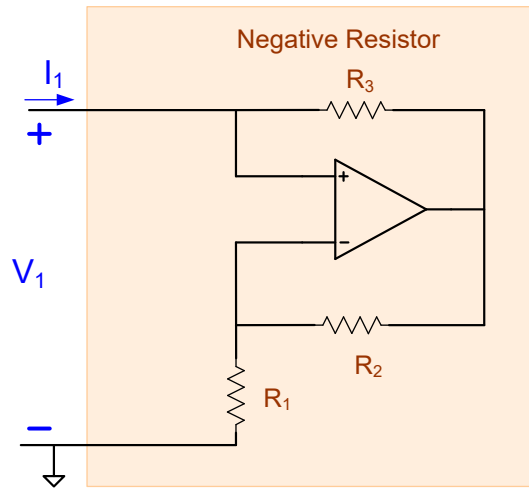 Negative Resistor
I₁
R₃
+
+
−
V₁
R₂
R₁
−